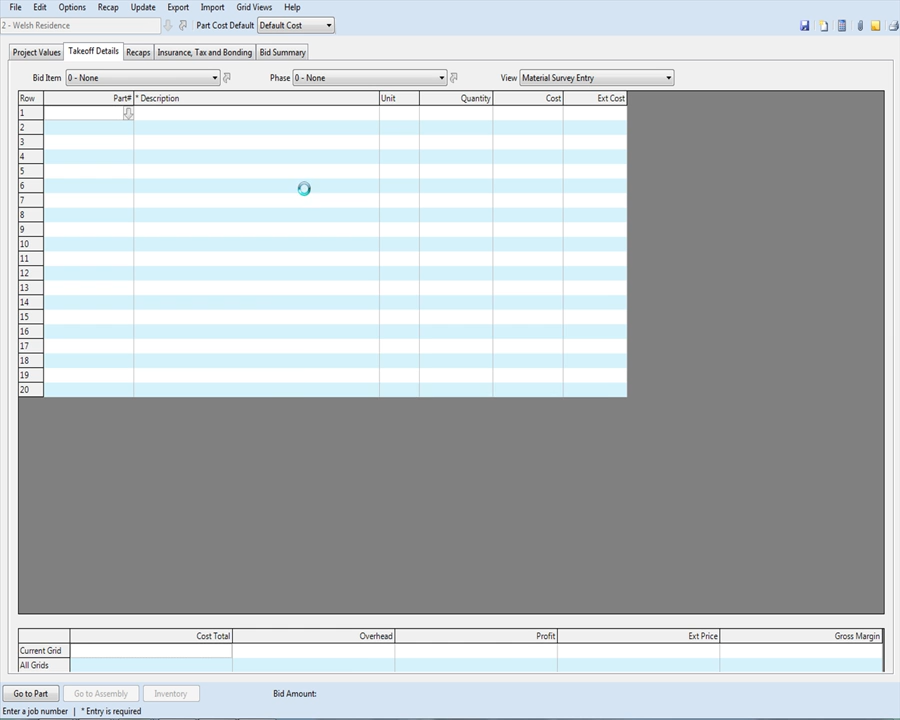 File Edit Options Recap Update Export Import Grid Views Help
2 - Welsh Residence Part Cost Default Default Cost
Project Values Takeoff Details Recaps Insurance, Tax and Bonding Bid Summary
Bid Item 0 - None Phase 0 - None View Material Survey Entry
Row Part# * Description Unit Quantity Cost Ext Cost
1
2
3
4
5
6
7
8
9
10
11
12
13
14
15
16
17
18
19
20
Cost Total Overhead Profit Ext Price Gross Margin
Current Grid
All Grids
Go to Part Go to Assembly Inventory Bid Amount:
Enter a job number | * Entry is required